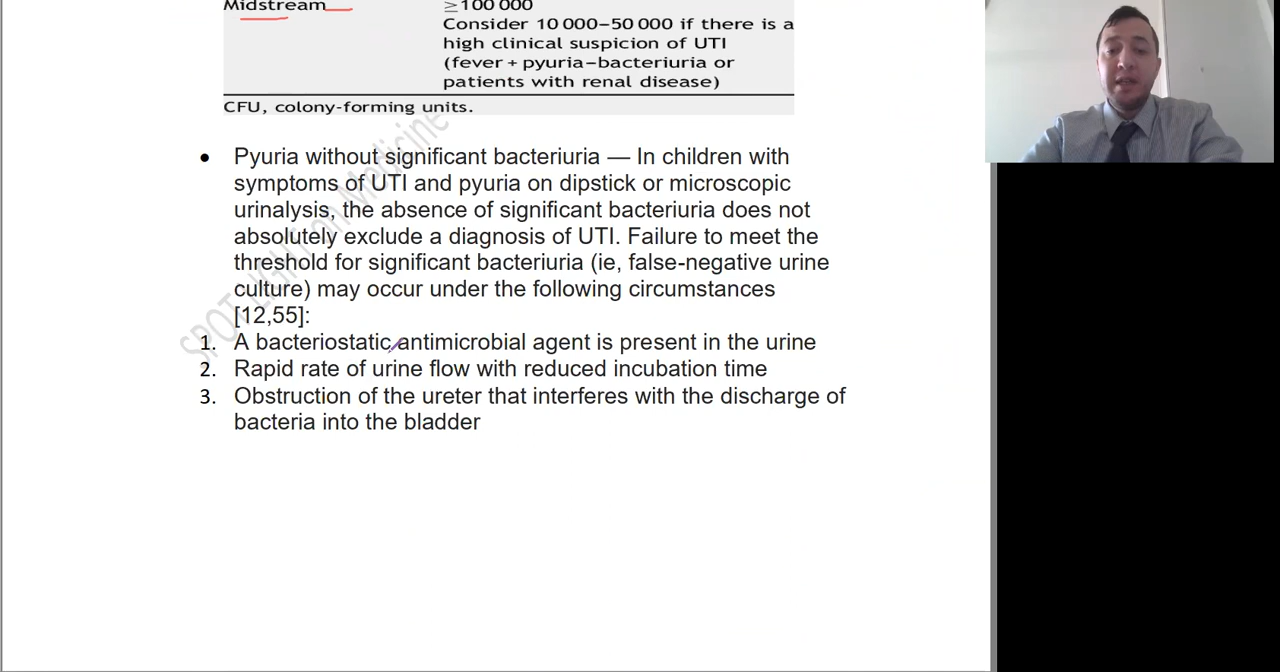 Midstream ≥100 000
Consider 10 000–50 000 if there is a
high clinical suspicion of UTI
(fever + pyuria–bacteriuria or
patients with renal disease)
CFU, colony-forming units.
• Pyuria without significant bacteriuria — In children with
symptoms of UTI and pyuria on dipstick or microscopic
urinalysis, the absence of significant bacteriuria does not
absolutely exclude a diagnosis of UTI. Failure to meet the
threshold for significant bacteriuria (ie, false-negative urine
culture) may occur under the following circumstances
[12,55]:
1. A bacteriostatic antimicrobial agent is present in the urine
2. Rapid rate of urine flow with reduced incubation time
3. Obstruction of the ureter that interferes with the discharge of
bacteria into the bladder
SPOT LIGHT on Medicine